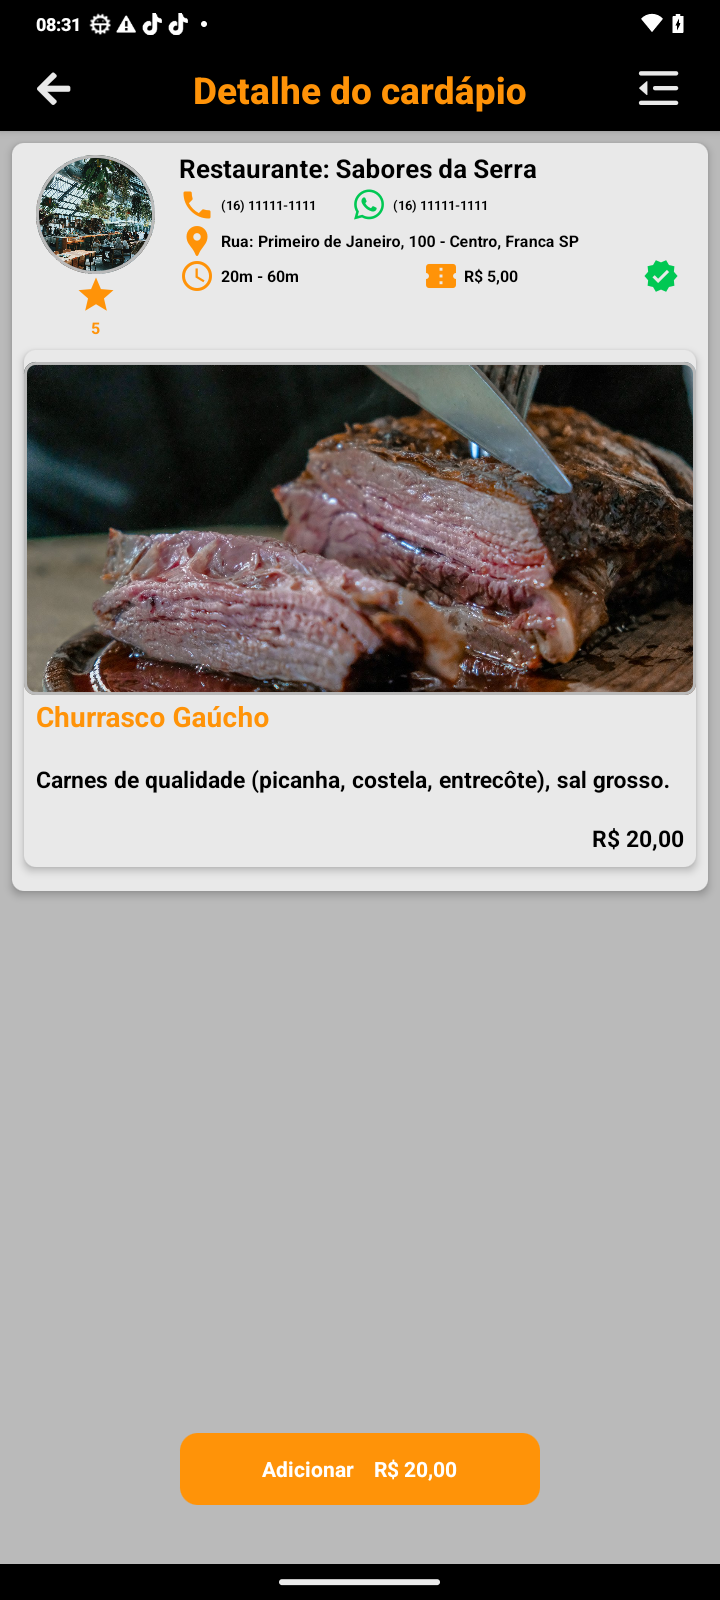 08:31
Detalhe do cardápio
Restaurante: Sabores da Serra
(16) 11111-1111 (16) 11111-1111
Rua: Primeiro de Janeiro, 100 - Centro, Franca SP
20m - 60m R$ 5,00
5
Churrasco Gaúcho
Carnes de qualidade (picanha, costela, entrecôte), sal grosso.
R$ 20,00
Adicionar R$ 20,00